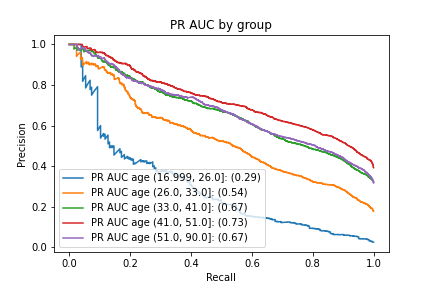 PR AUC by group
1.0
0.8
0.6
0.4
0.2
0.0
Precision
PR AUC age (16.999, 26.0]: (0.29)
PR AUC age (26.0, 33.0]: (0.54)
PR AUC age (33.0, 41.0]: (0.67)
PR AUC age (41.0, 51.0]: (0.73)
PR AUC age (51.0, 90.0]: (0.67)
0.0 0.2 0.4 0.6 0.8 1.0
Recall